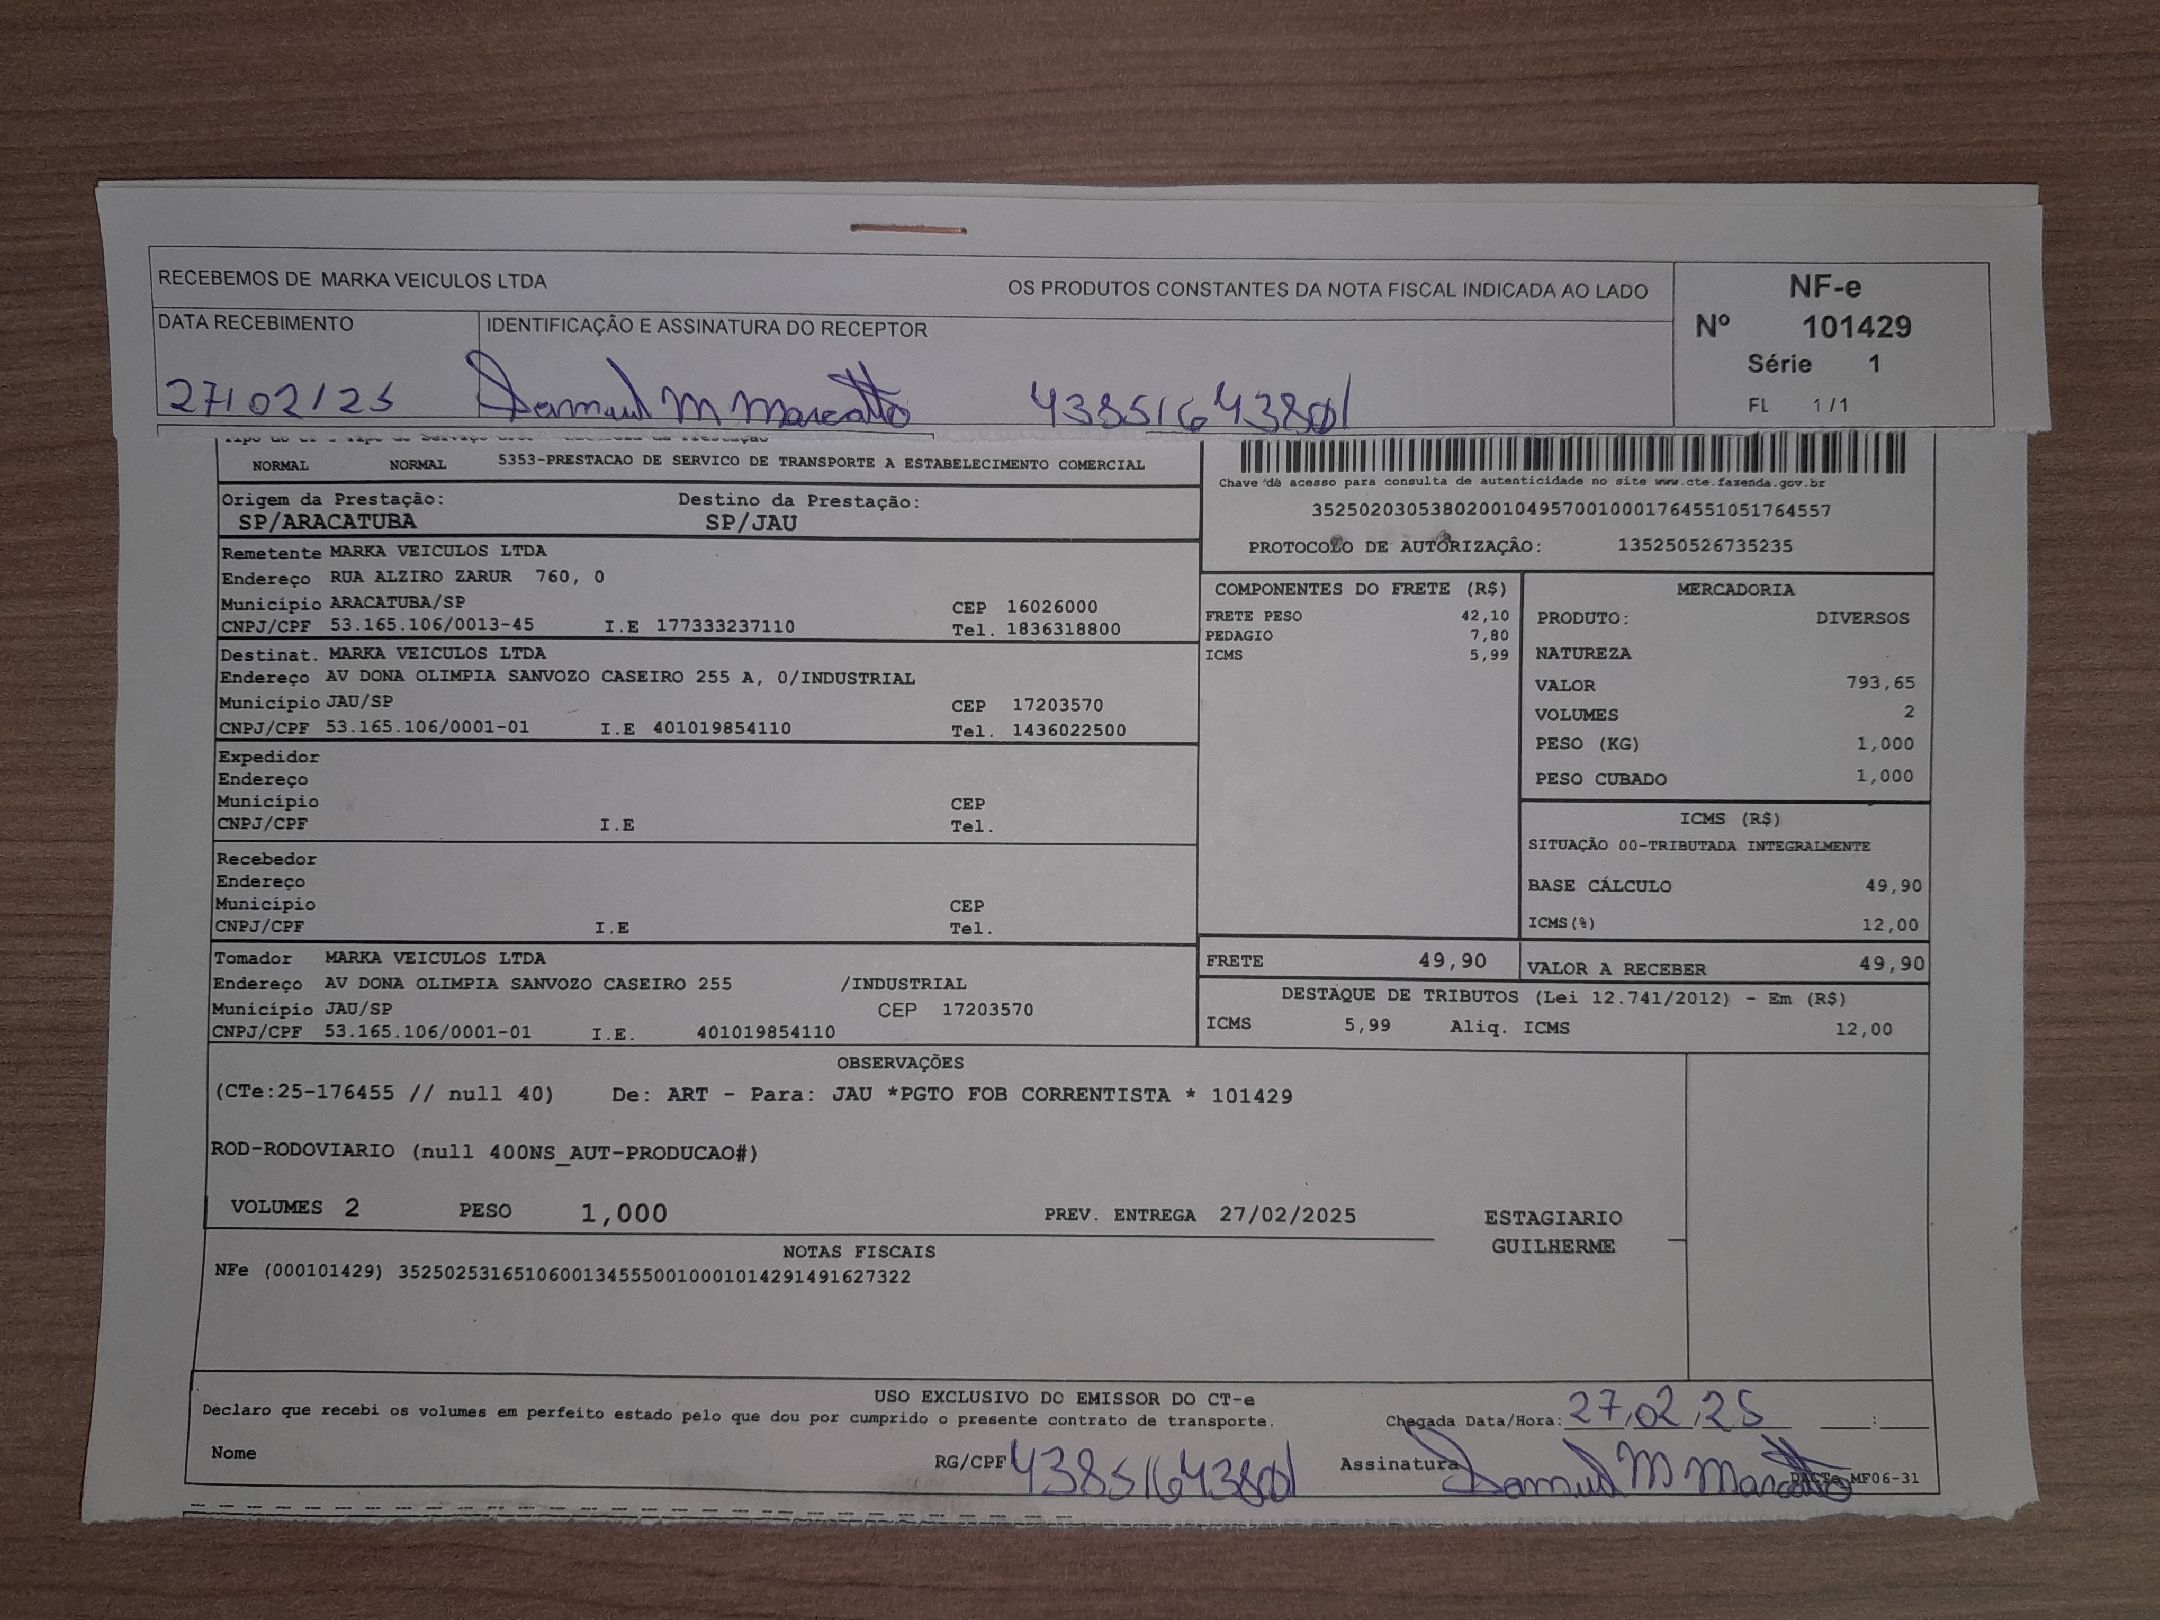 RECEBEMOS DE MARKA VEICULOS LTDA OS PRODUTOS CONSTANTES DA NOTA FISCAL INDICADA AO LADO
NF-e
Nº 101429
Série 1
FL 1 / 1
DATA RECEBIMENTO IDENTIFICAÇÃO E ASSINATURA DO RECEPTOR
27/02/25 Samuel M Marcatto 43851643801
NORMAL NORMAL 5353-PRESTACAO DE SERVICO DE TRANSPORTE A ESTABELECIMENTO COMERCIAL
Origem da Prestação: Destino da Prestação:
SP/ARACATUBA SP/JAU
Chave de acesso para consulta de autenticidade no site www.cte.fazenda.gov.br
35250203053802001049570010001764551051764557
PROTOCOLO DE AUTORIZAÇÃO: 135250526735235
Remetente MARKA VEICULOS LTDA
Endereço RUA ALZIRO ZARUR 760, 0
Município ARACATUBA/SP CEP 16026000
CNPJ/CPF 53.165.106/0013-45 I.E 177333237110 Tel. 1836318800
Destinat. MARKA VEICULOS LTDA
Endereço AV DONA OLIMPIA SANVOZO CASEIRO 255 A, 0/INDUSTRIAL
Município JAU/SP CEP 17203570
CNPJ/CPF 53.165.106/0001-01 I.E 401019854110 Tel. 1436022500
Expedidor
Endereço
Município CEP
CNPJ/CPF I.E Tel.
Recebedor
Endereço
Município CEP
CNPJ/CPF I.E Tel.
Tomador MARKA VEICULOS LTDA
Endereço AV DONA OLIMPIA SANVOZO CASEIRO 255 /INDUSTRIAL
Município JAU/SP CEP 17203570
CNPJ/CPF 53.165.106/0001-01 I.E. 401019854110
COMPONENTES DO FRETE (R$)
FRETE PESO 42,10
PEDAGIO 7,80
ICMS 5,99
MERCADORIA
PRODUTO: DIVERSOS
NATUREZA
VALOR 793,65
VOLUMES 2
PESO (KG) 1,000
PESO CUBADO 1,000
ICMS (R$)
SITUAÇÃO 00-TRIBUTADA INTEGRALMENTE
BASE CÁLCULO 49,90
ICMS(%) 12,00
FRETE 49,90 VALOR A RECEBER 49,90
DESTAQUE DE TRIBUTOS (Lei 12.741/2012) - Em (R$)
ICMS 5,99 Aliq. ICMS 12,00
OBSERVAÇÕES
(CTe:25-176455 // null 40) De: ART - Para: JAU *PGTO FOB CORRENTISTA * 101429
ROD-RODOVIARIO (null 400NS_AUT-PRODUCAO#)
VOLUMES 2 PESO 1,000 PREV. ENTREGA 27/02/2025 ESTAGIARIO
GUILHERME
NOTAS FISCAIS
NFe (000101429) 35250253165106001345550010001014291491627322
USO EXCLUSIVO DO EMISSOR DO CT-e
Declaro que recebi os volumes em perfeito estado pelo que dou por cumprido o presente contrato de transporte. Chegada Data/Hora: 27/02/25 :
Nome RG/CPF 43851643801 Assinatura Samuel M Marcatto DACTe MF06-31